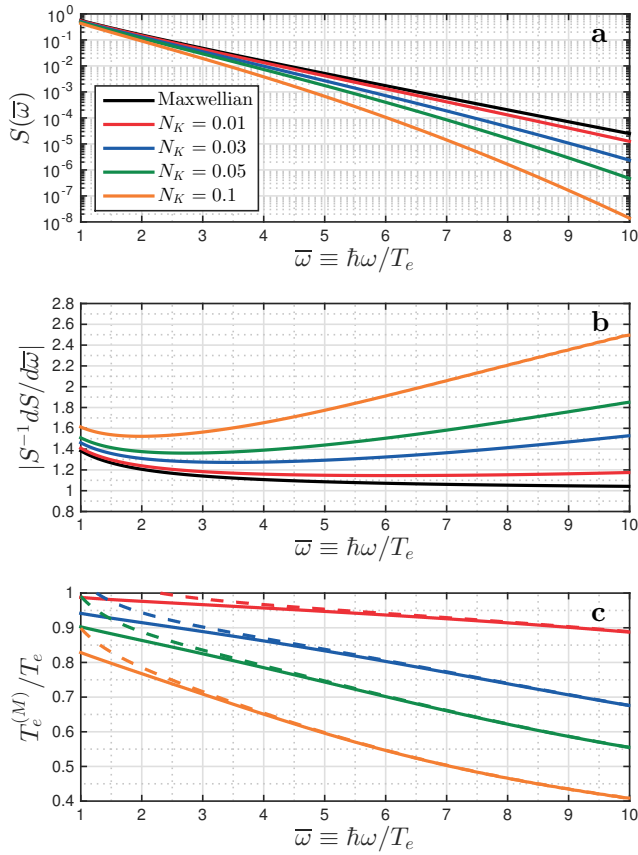 a
S(ω̅)
10⁰
10⁻¹
10⁻²
10⁻³
10⁻⁴
10⁻⁵
10⁻⁶
10⁻⁷
10⁻⁸
Maxwellian
N_K = 0.01
N_K = 0.03
N_K = 0.05
N_K = 0.1
1 2 3 4 5 6 7 8 9 10
ω̅ ≡ ℏω/T_e
b
|S⁻¹dS/dω̅|
2.8
2.6
2.4
2.2
2
1.8
1.6
1.4
1.2
1
0.8
1 2 3 4 5 6 7 8 9 10
ω̅ ≡ ℏω/T_e
c
T_e^(M)/T_e
1
0.9
0.8
0.7
0.6
0.5
0.4
1 2 3 4 5 6 7 8 9 10
ω̅ ≡ ℏω/T_e